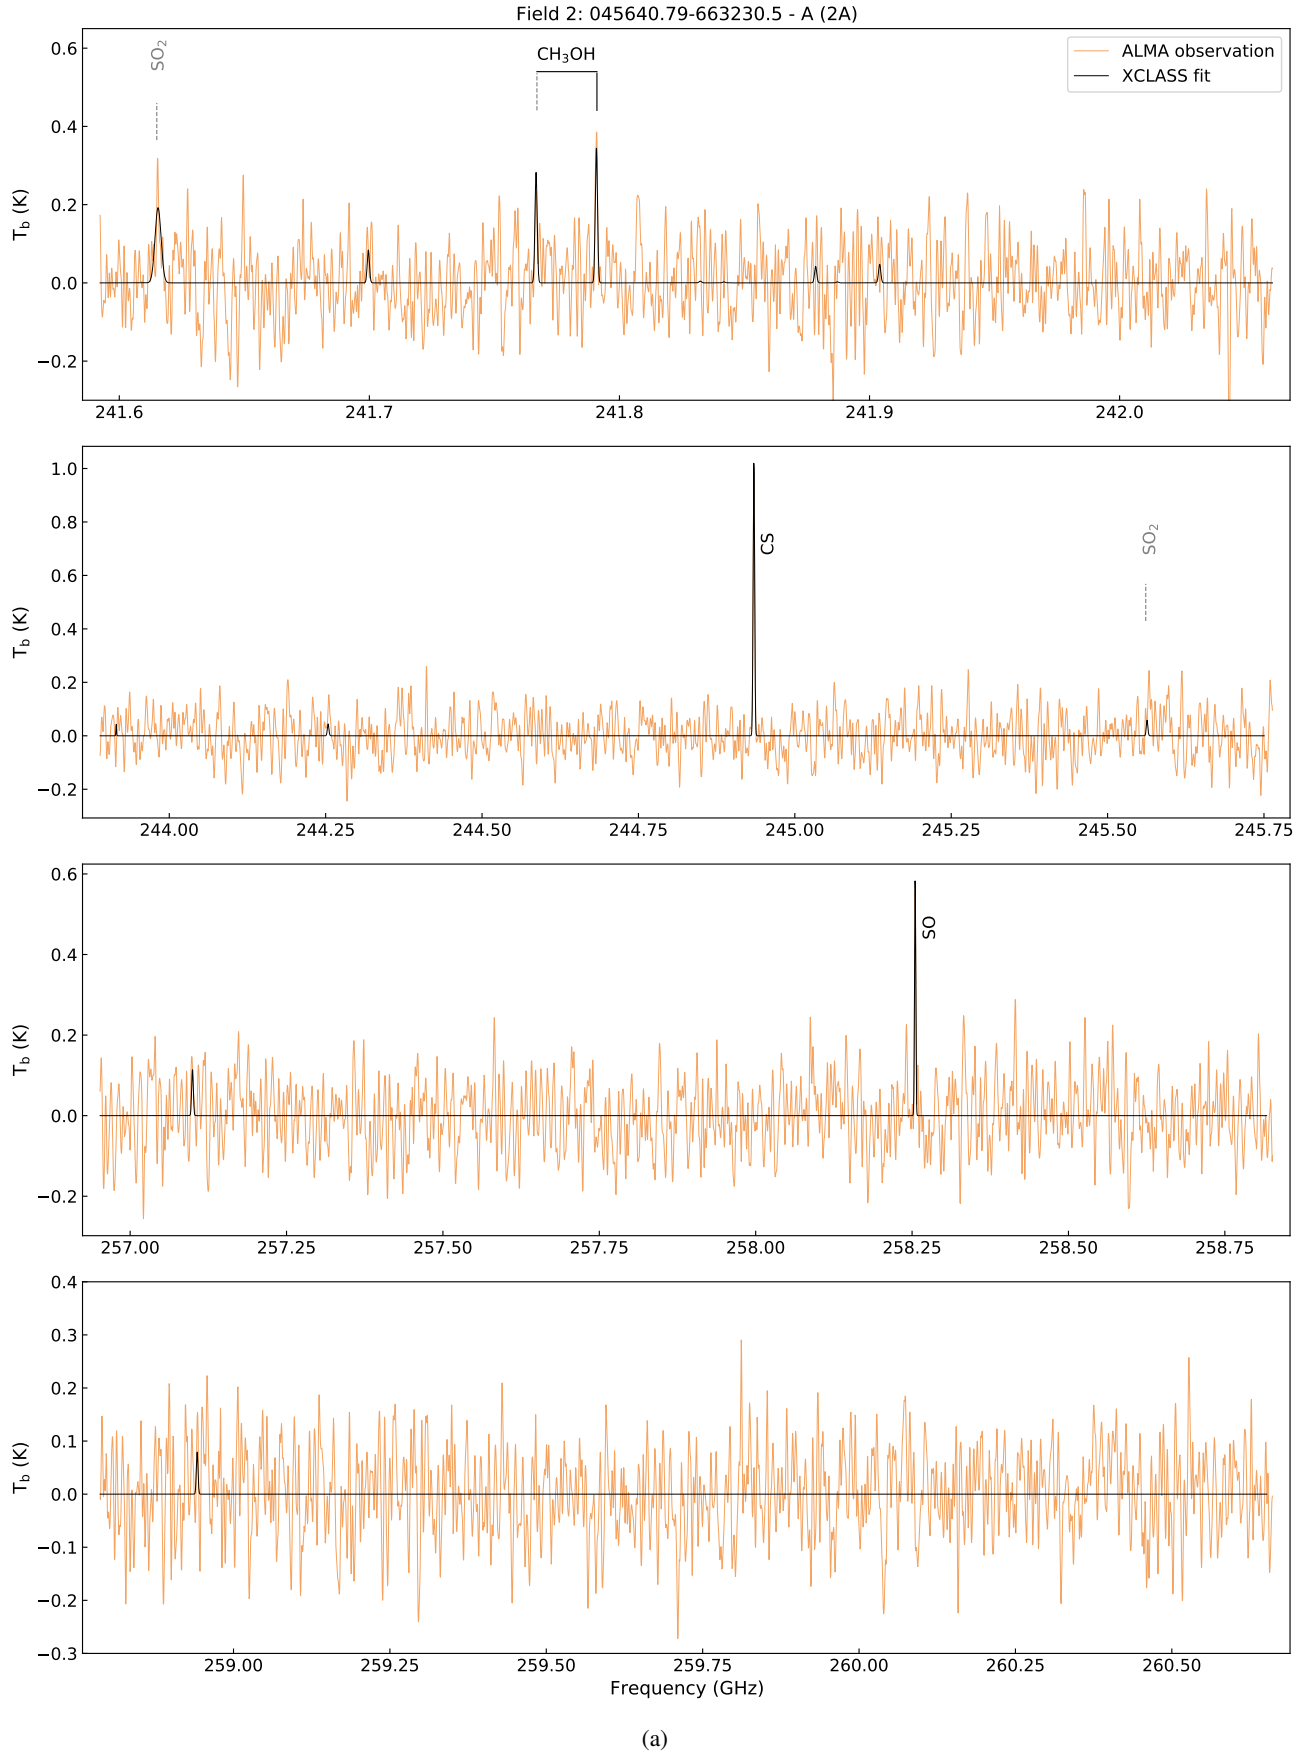 Field 2: 045640.79-663230.5 - A (2A)
SO₂
CH₃OH
ALMA observation
XCLASS fit
T_b (K)
0.6
0.4
0.2
0.0
−0.2
241.6 241.7 241.8 241.9 242.0
CS
SO₂
T_b (K)
1.0
0.8
0.6
0.4
0.2
0.0
−0.2
244.00 244.25 244.50 244.75 245.00 245.25 245.50 245.75
SO
T_b (K)
0.6
0.4
0.2
0.0
−0.2
257.00 257.25 257.50 257.75 258.00 258.25 258.50 258.75
T_b (K)
0.4
0.3
0.2
0.1
0.0
−0.1
−0.2
−0.3
259.00 259.25 259.50 259.75 260.00 260.25 260.50
Frequency (GHz)
(a)